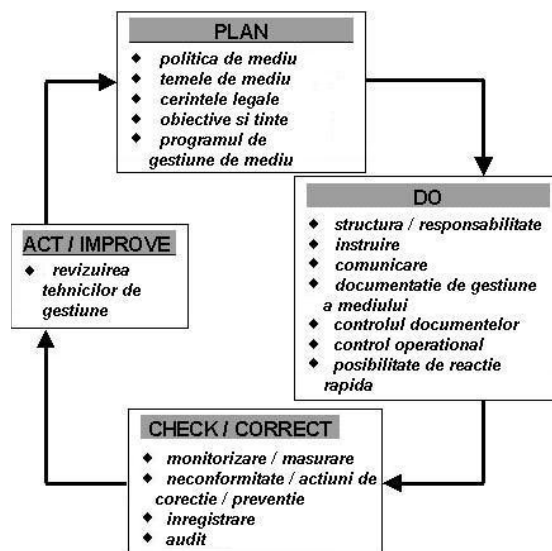 PLAN
◆ politica de mediu
◆ temele de mediu
◆ cerintele legale
◆ obiective si tinte
◆ programul de
gestiune de mediu
DO
◆ structura / responsabilitate
◆ instruire
◆ comunicare
◆ documentatie de gestiune
a mediului
◆ controlul documentelor
◆ control operational
◆ posibilitate de reactie
rapida
CHECK / CORRECT
◆ monitorizare / masurare
◆ neconformitate / actiuni de
corectie / preventie
◆ inregistrare
◆ audit
ACT / IMPROVE
◆ revizuirea
tehnicilor de
gestiune